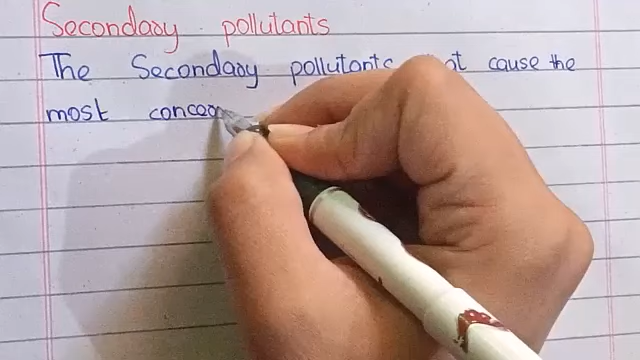 Secondary pollutants
The Secondary pollutants cause the
most